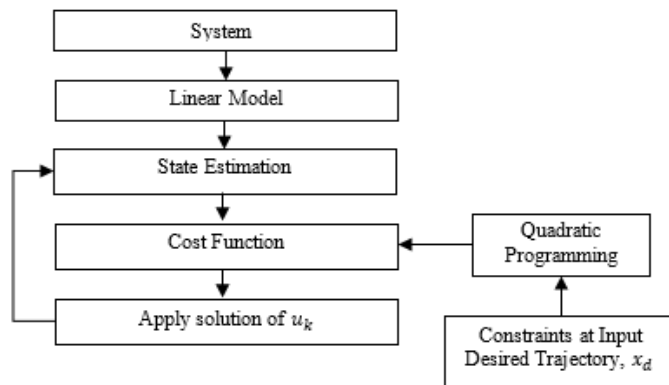 System
Linear Model
State Estimation
Cost Function
Quadratic
Programming
Apply solution of u_k
Constraints at Input
Desired Trajectory, x_d